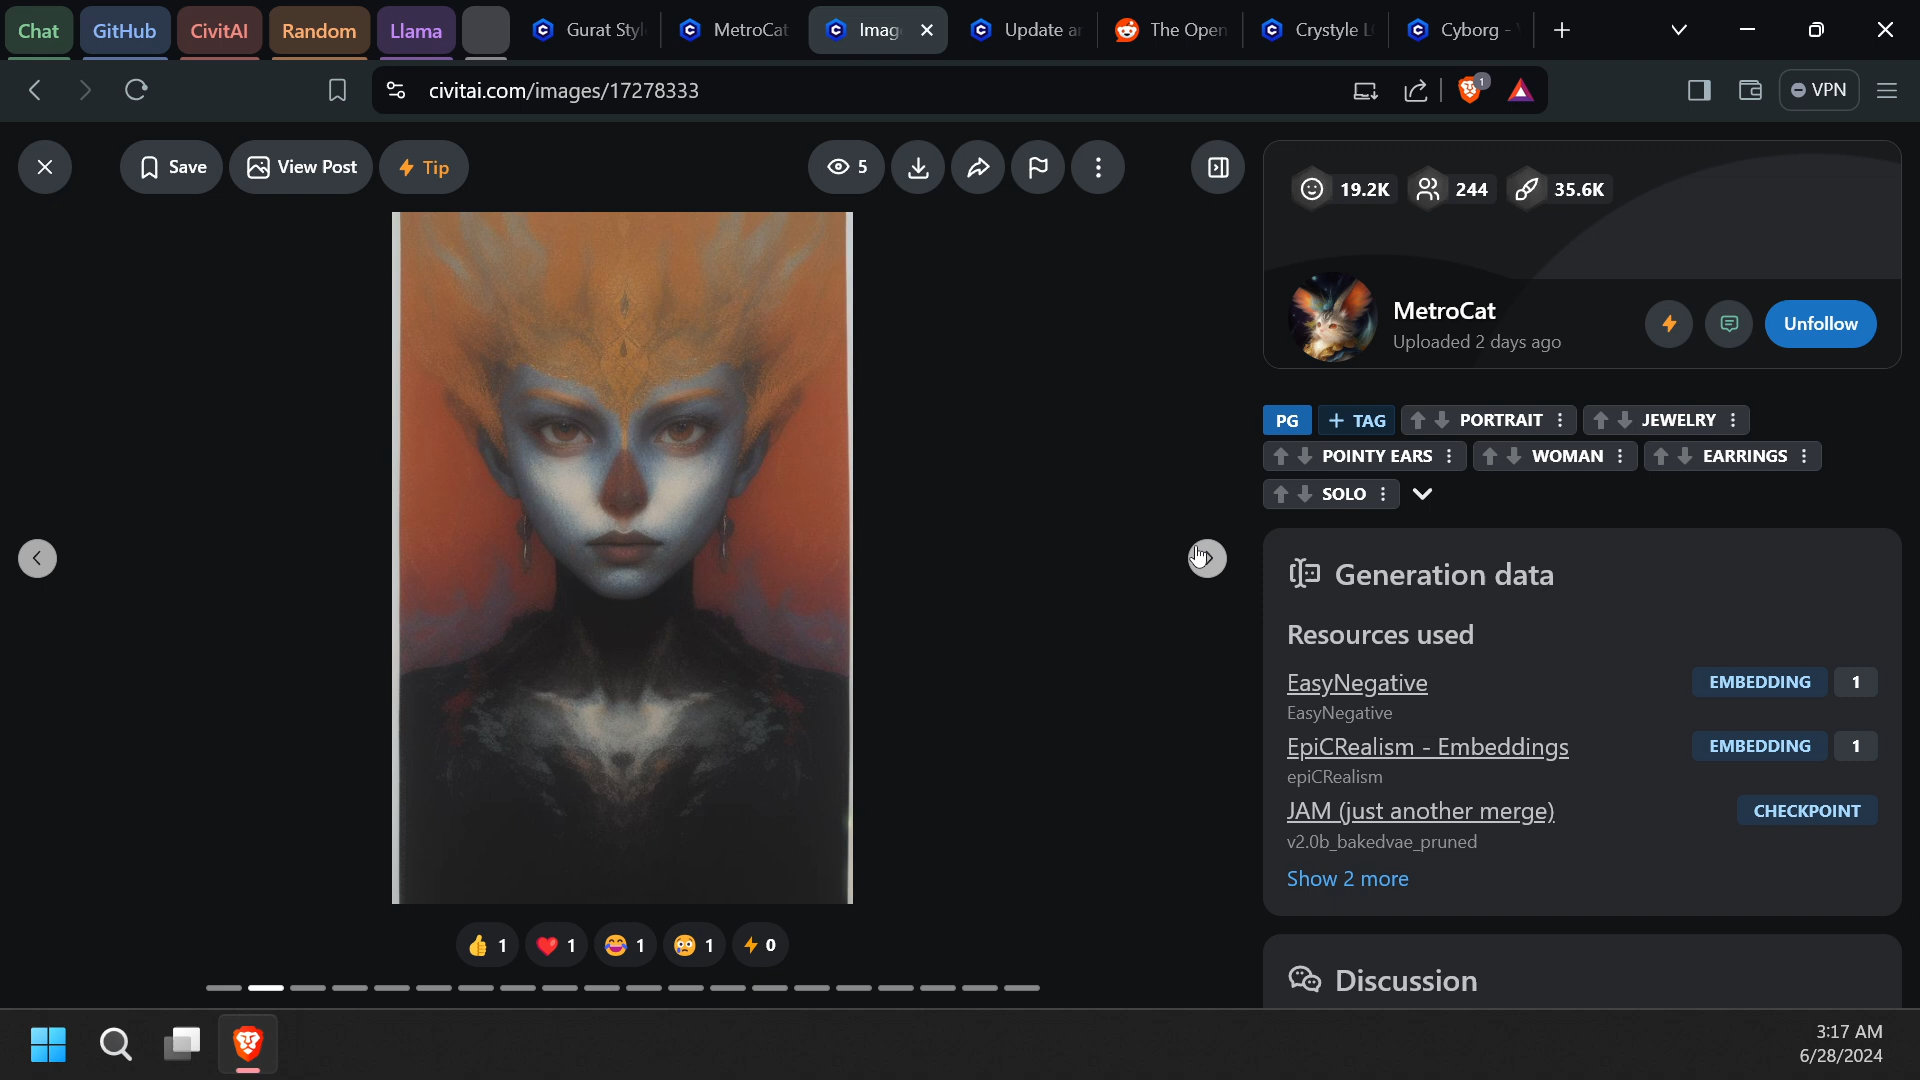 Chat GitHub CivitAI Random Llama Gurat Styl MetroCat Imag Update ar The Open Crystyle L Cyborg -
civitai.com/images/17278333 1 VPN
Save View Post Tip 5
19.2K 244 35.6K
MetroCat
Uploaded 2 days ago
Unfollow
PG + TAG PORTRAIT JEWELRY
POINTY EARS WOMAN EARRINGS
SOLO
Generation data
Resources used
EasyNegative EMBEDDING 1
EasyNegative
EpiCRealism - Embeddings EMBEDDING 1
epiCRealism
JAM (just another merge) CHECKPOINT
v2.0b_bakedvae_pruned
Show 2 more
1 1 1 1 0
Discussion
3:17 AM
6/28/2024